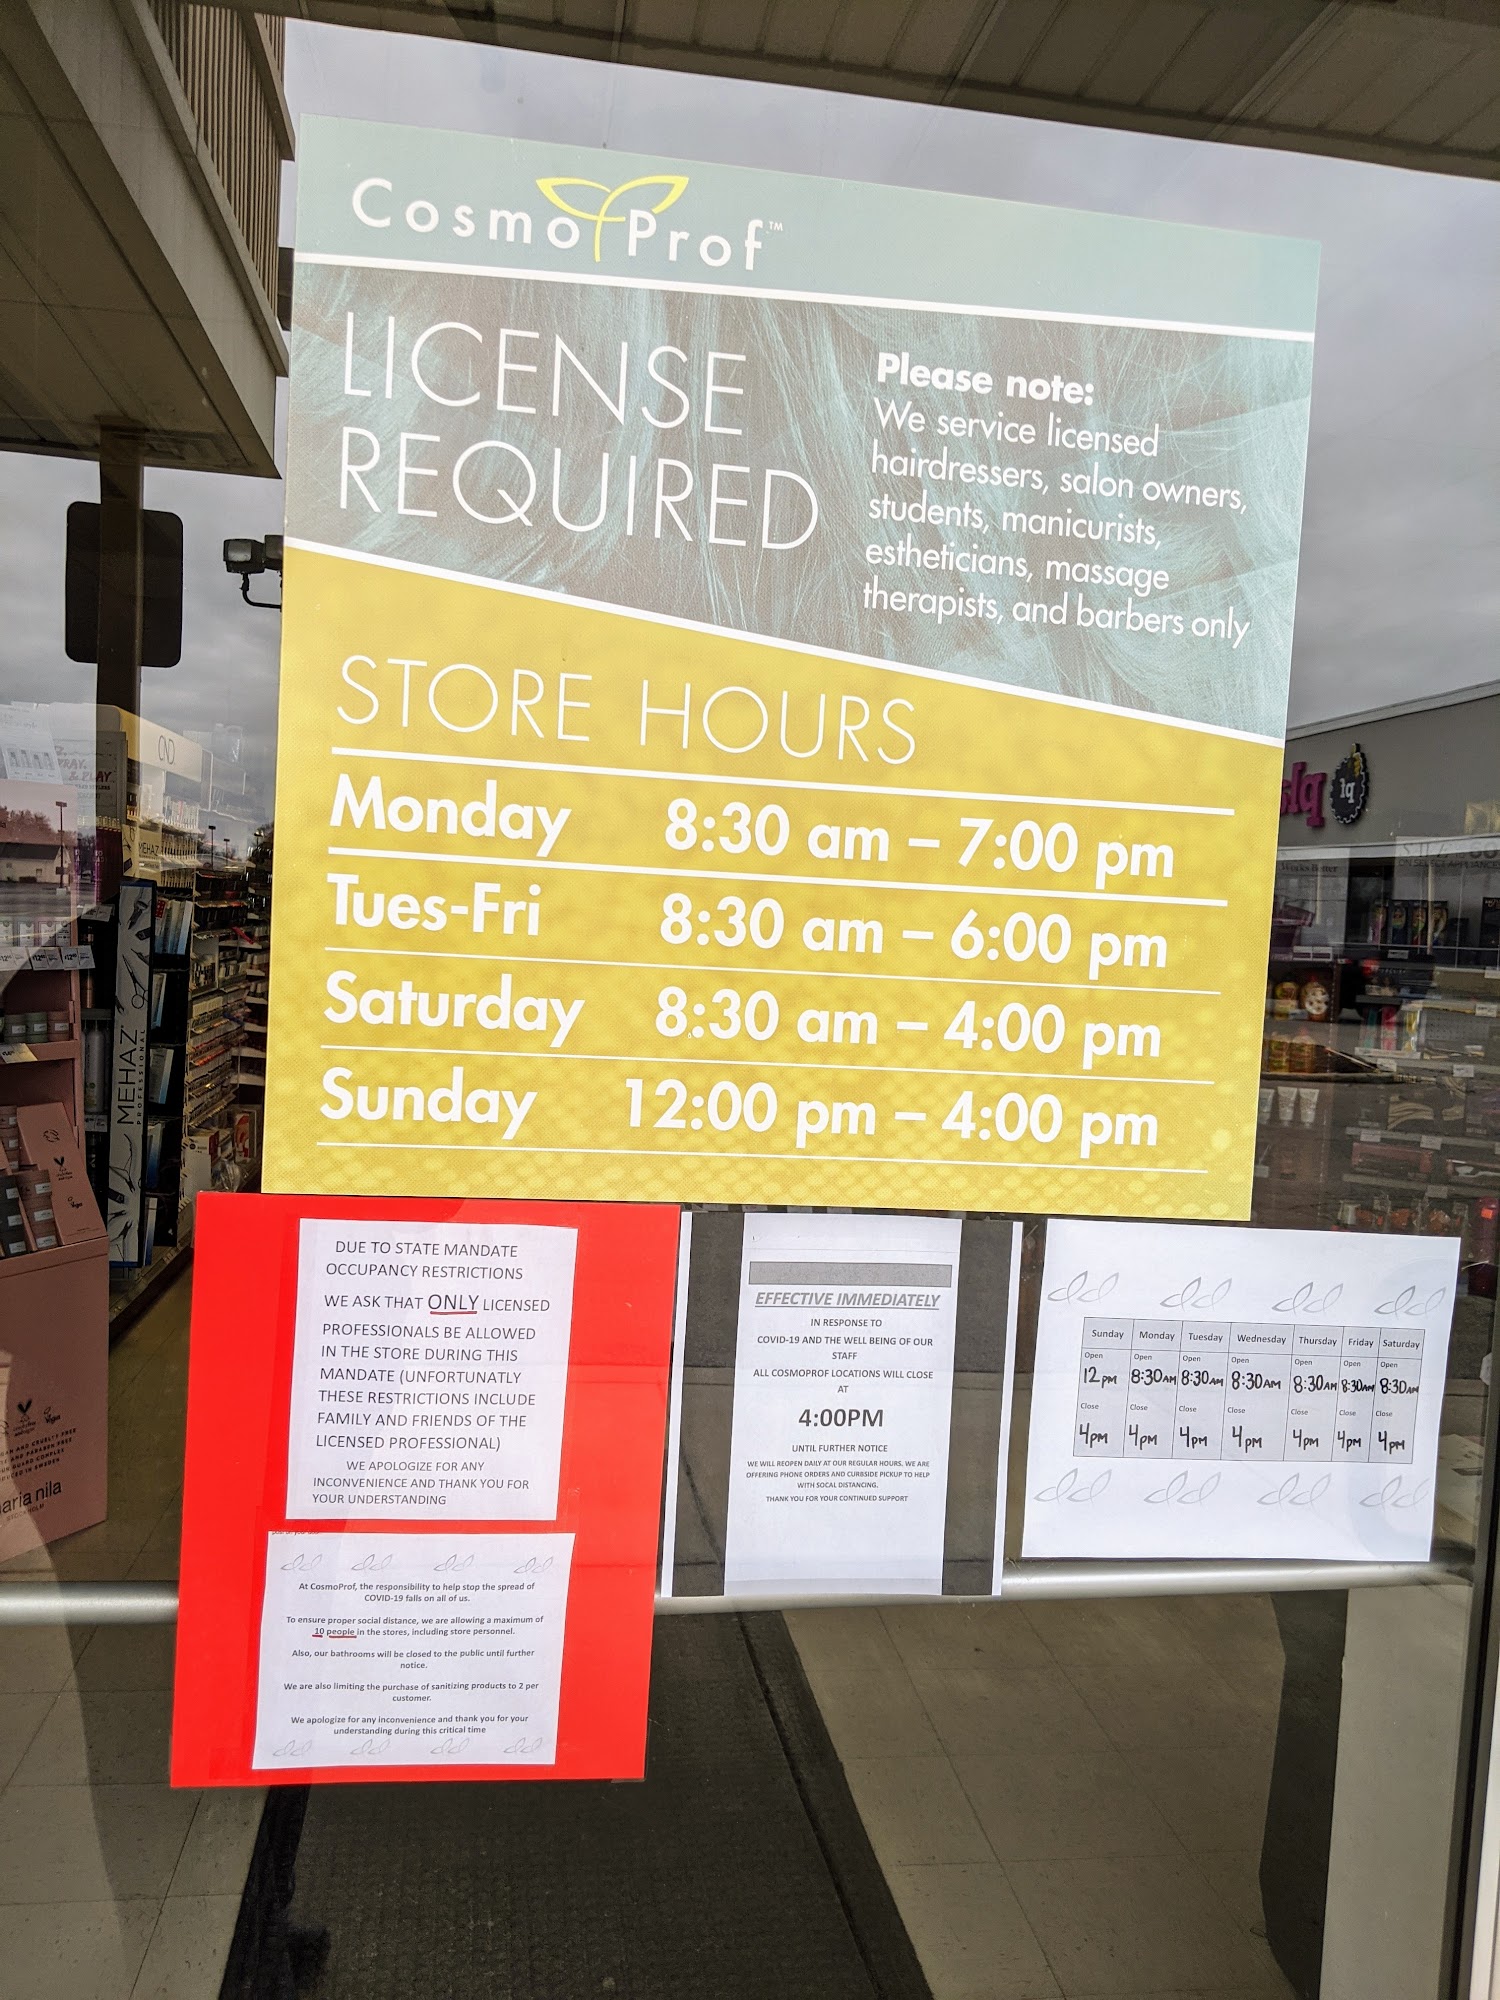 CosmoProf™
LICENSE
REQUIRED
Please note:
We service licensed
hairdressers, salon owners,
students, manicurists,
estheticians, massage
therapists, and barbers only
STORE HOURS
Monday 8:30 am – 7:00 pm
Tues-Fri 8:30 am – 6:00 pm
Saturday 8:30 am – 4:00 pm
Sunday 12:00 pm – 4:00 pm
DUE TO STATE MANDATE
OCCUPANCY RESTRICTIONS
WE ASK THAT ONLY LICENSED
PROFESSIONALS BE ALLOWED
IN THE STORE DURING THIS
MANDATE (UNFORTUNATLY
THESE RESTRICTIONS INCLUDE
FAMILY AND FRIENDS OF THE
LICENSED PROFESSIONAL)
WE APOLOGIZE FOR ANY
INCONVENIENCE AND THANK YOU FOR
YOUR UNDERSTANDING
At CosmoProf, the responsibility to help stop the spread of
COVID-19 falls on all of us.
To ensure proper social distance, we are allowing a maximum of
10 people in the stores, including store personnel.
Also, our bathrooms will be closed to the public until further
notice.
We are also limiting the purchase of sanitizing products to 2 per
customer.
We apologize for any inconvenience and thank you for your
understanding during this critical time
EFFECTIVE IMMEDIATELY
IN RESPONSE TO
COVID-19 AND THE WELL BEING OF OUR
STAFF
ALL COSMOPROF LOCATIONS WILL CLOSE
AT
4:00PM
UNTIL FURTHER NOTICE
WE WILL REOPEN DAILY AT OUR REGULAR HOURS. WE ARE
OFFERING PHONE ORDERS AND CURBSIDE PICKUP TO HELP
WITH SOCAL DISTANCING.
THANK YOU FOR YOUR CONTINUED SUPPORT
Sunday Monday Tuesday Wednesday Thursday Friday Saturday
Open Open Open Open Open Open Open
12PM 8:30AM 8:30AM 8:30AM 8:30AM 8:30AM 8:30AM
Close Close Close Close Close Close Close
4PM 4PM 4PM 4PM 4PM 4PM 4PM
CND
MEHAZ
MEHAZ
PROFESSIONAL
maria nila
STOCKHOLM
pl